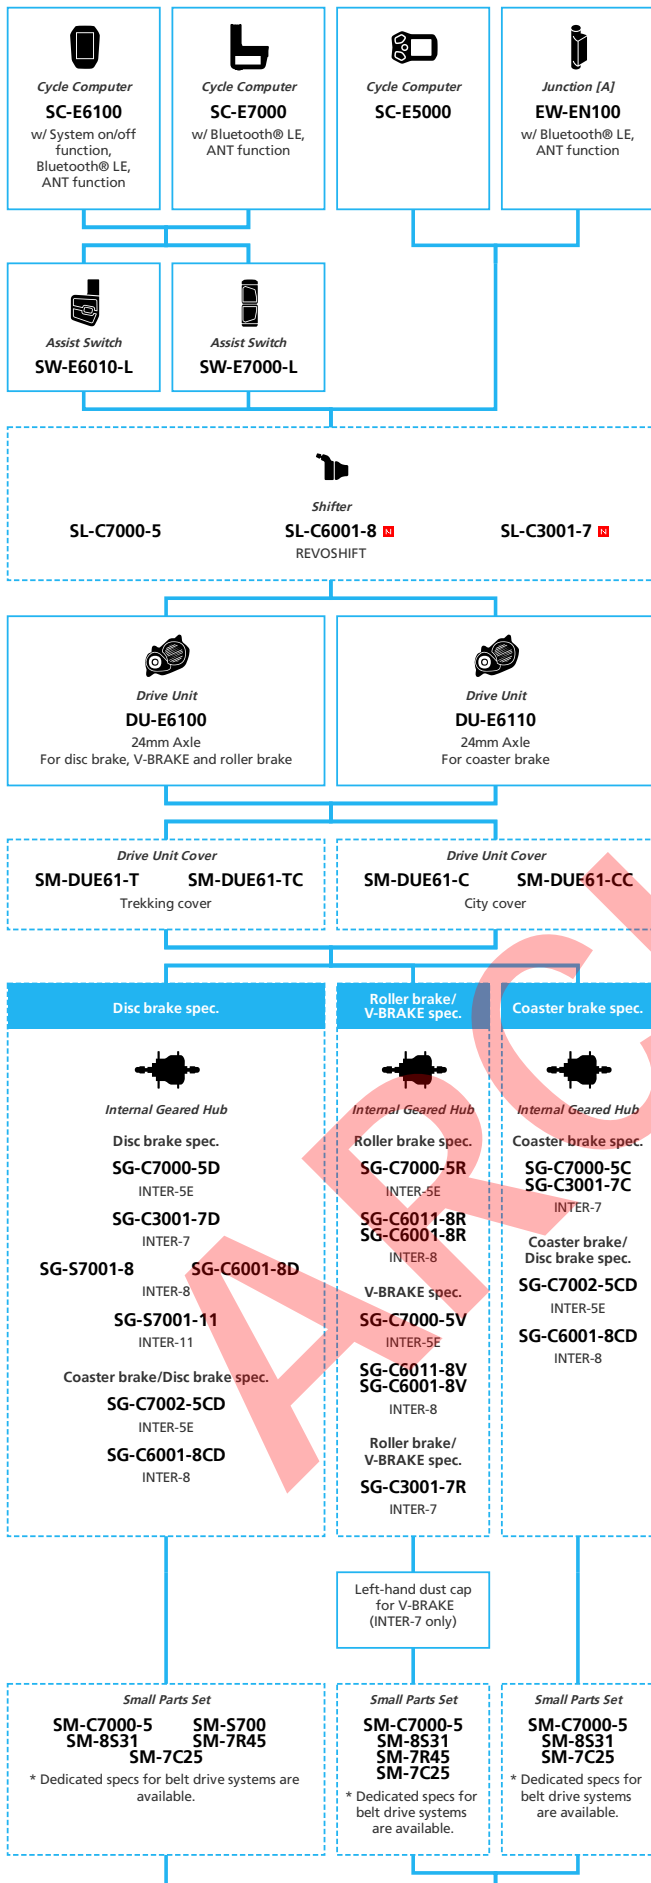 Cycle Computer
SC-E6100
w/ System on/off
function,
Bluetooth® LE,
ANT function
Cycle Computer
SC-E7000
w/ Bluetooth® LE,
ANT function
Cycle Computer
SC-E5000
Junction [A]
EW-EN100
w/ Bluetooth® LE,
ANT function
Assist Switch
SW-E6010-L
Assist Switch
SW-E7000-L
Shifter
SL-C7000-5
SL-C6001-8 N
REVOSHIFT
SL-C3001-7 N
Drive Unit
DU-E6100
24mm Axle
For disc brake, V-BRAKE and roller brake
Drive Unit
DU-E6110
24mm Axle
For coaster brake
Drive Unit Cover
SM-DUE61-T SM-DUE61-TC
Trekking cover
Drive Unit Cover
SM-DUE61-C SM-DUE61-CC
City cover
Disc brake spec.
Internal Geared Hub
Disc brake spec.
SG-C7000-5D
INTER-5E
SG-C3001-7D
INTER-7
SG-S7001-8 SG-C6001-8D
INTER-8
SG-S7001-11
INTER-11
Coaster brake/Disc brake spec.
SG-C7002-5CD
INTER-5E
SG-C6001-8CD
INTER-8
Roller brake/
V-BRAKE spec.
Internal Geared Hub
Roller brake spec.
SG-C7000-5R
INTER-5E
SG-C6011-8R
SG-C6001-8R
INTER-8
V-BRAKE spec.
SG-C7000-5V
INTER-5E
SG-C6011-8V
SG-C6001-8V
INTER-8
Roller brake/
V-BRAKE spec.
SG-C3001-7R
INTER-7
Coaster brake spec.
Internal Geared Hub
Coaster brake spec.
SG-C7000-5C
SG-C3001-7C
INTER-7
Coaster brake/
Disc brake spec.
SG-C7002-5CD
INTER-5E
SG-C6001-8CD
INTER-8
Left-hand dust cap
for V-BRAKE
(INTER-7 only)
Small Parts Set
SM-C7000-5 SM-S700
SM-8S31 SM-7R45
SM-7C25
* Dedicated specs for belt drive systems are
available.
Small Parts Set
SM-C7000-5
SM-8S31
SM-7R45
SM-7C25
* Dedicated specs for
belt drive systems
are available.
Small Parts Set
SM-C7000-5
SM-8S31
SM-7C25
* Dedicated specs for
belt drive systems
are available.